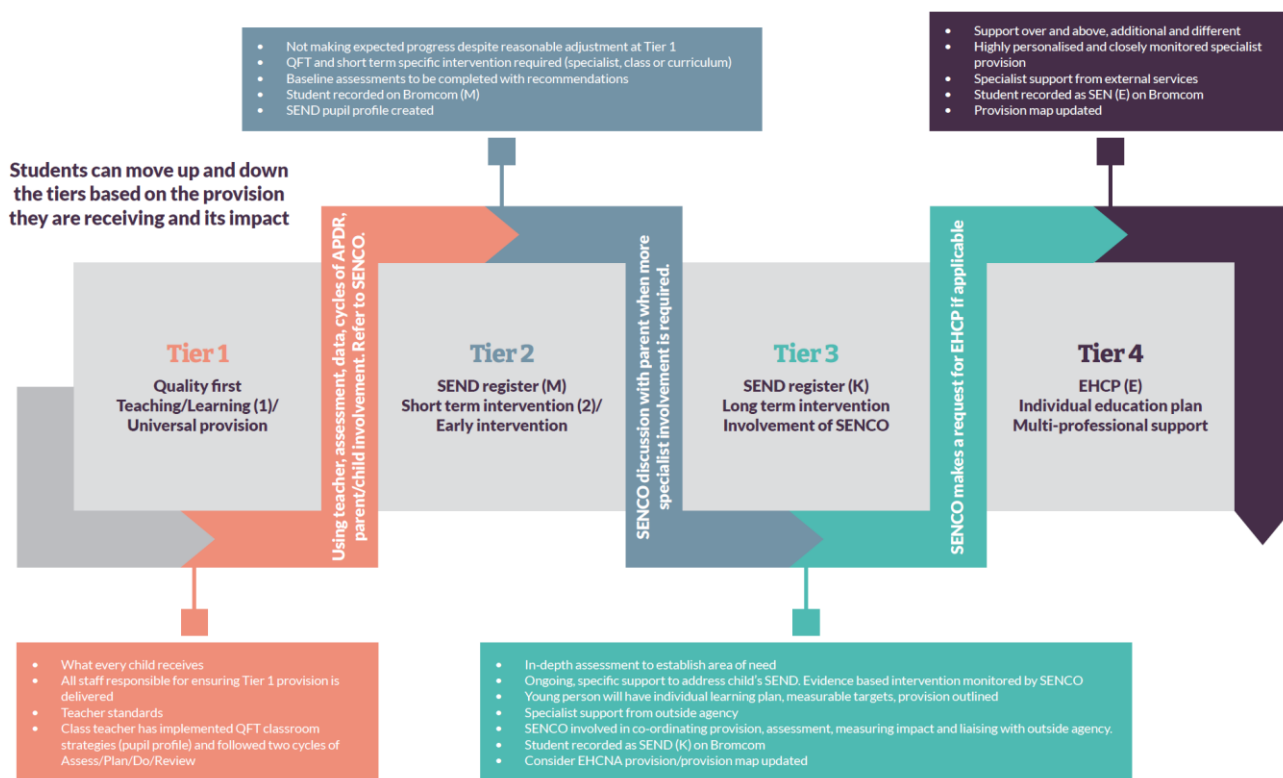 • Not making expected progress despite reasonable adjustment at Tier 1
• QFT and short term specific intervention required (specialist, class or curriculum)
• Baseline assessments to be completed with recommendations
• Student recorded on Bromcom (M)
• SEND pupil profile created
• Support over and above, additional and different
• Highly personalised and closely monitored specialist
provision
• Specialist support from external services
• Student recorded as SEN (E) on Bromcom
• Provision map updated
Students can move up and down
the tiers based on the provision
they are receiving and its impact
Tier 1
Quality first
Teaching/Learning (1)/
Universal provision
Using teacher, assessment, data, cycles of APDR,
parent/child involvement. Refer to SENCO.
Tier 2
SEND register (M)
Short term intervention (2)/
Early intervention
SENCO discussion with parent when more
specialist involvement is required.
Tier 3
SEND register (K)
Long term intervention
Involvement of SENCO
SENCO makes a request for EHCP if applicable
Tier 4
EHCP (E)
Individual education plan
Multi-professional support
• What every child receives
• All staff responsible for ensuring Tier 1 provision is
delivered
• Teacher standards
• Class teacher has implemented QFT classroom
strategies (pupil profile) and followed two cycles of
Assess/Plan/Do/Review
• In-depth assessment to establish area of need
• Ongoing, specific support to address child's SEND. Evidence based intervention monitored by SENCO
• Young person will have individual learning plan, measurable targets, provision outlined
• Specialist support from outside agency
• SENCO involved in co-ordinating provision, assessment, measuring impact and liaising with outside agency.
• Student recorded as SEND (K) on Bromcom
• Consider EHCNA provision/provision map updated